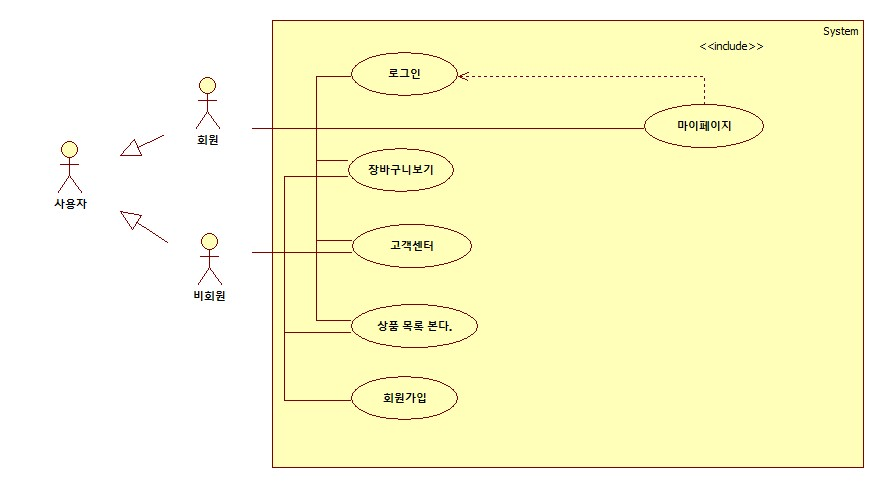 System
<<include>>
로그인
마이페이지
회원
장바구니보기
사용자
고객센터
비회원
상품 목록 본다.
회원가입